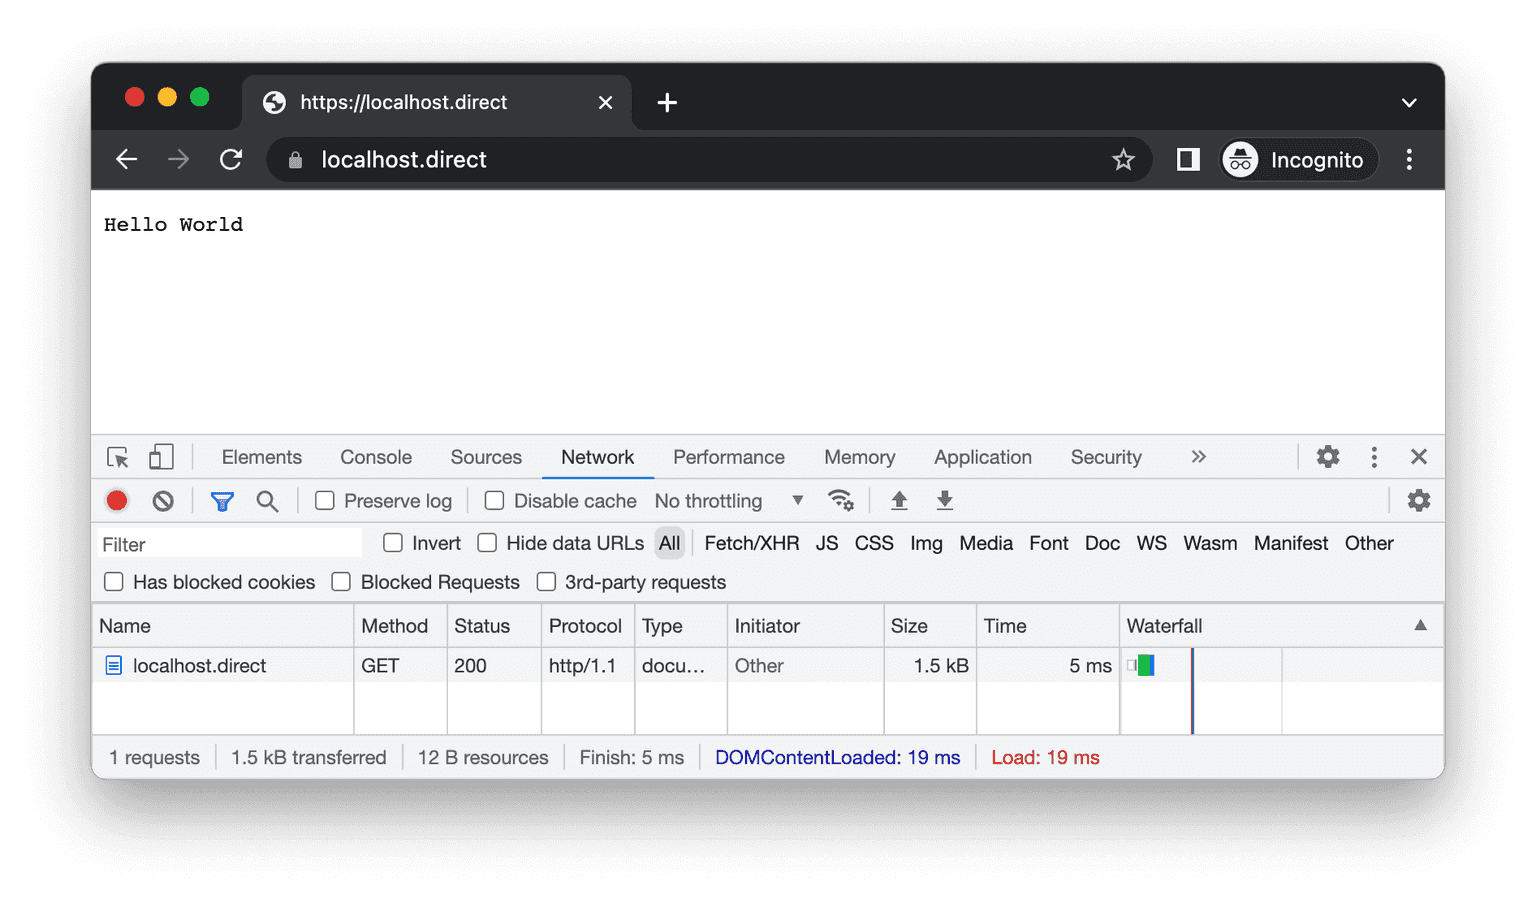 https://localhost.direct
localhost.direct
Incognito
Hello World
Elements Console Sources Network Performance Memory Application Security
Preserve log Disable cache No throttling
Filter Invert Hide data URLs All Fetch/XHR JS CSS Img Media Font Doc WS Wasm Manifest Other
Has blocked cookies Blocked Requests 3rd-party requests
Name Method Status Protocol Type Initiator Size Time Waterfall
localhost.direct GET 200 http/1.1 docu... Other 1.5 kB 5 ms
1 requests 1.5 kB transferred 12 B resources Finish: 5 ms DOMContentLoaded: 19 ms Load: 19 ms